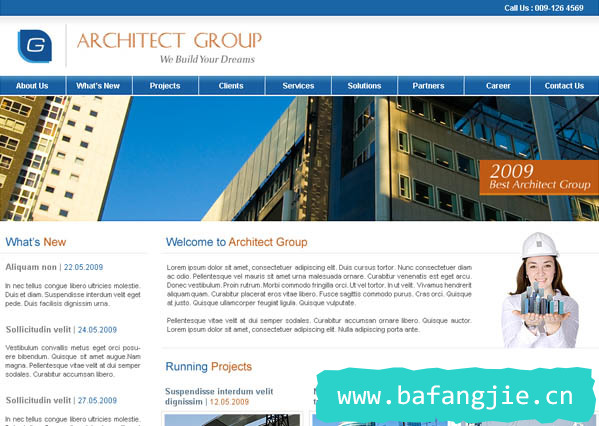 Call Us : 009-126 4569
G
ARCHITECT GROUP
We Build Your Dreams
About Us
What's New
Projects
Clients
Services
Solutions
Partners
Career
Contact Us
2009
Best Architect Group
What's New
Aliquam non | 22.05.2009
In nec tellus congue libero ultricies molestie.
Duis et diam. Suspendisse interdum velit eget
pede. Duis facilisis dignissim urna.
Sollicitudin velit | 24.05.2009
Vestibulum convallis metus eget orci posu-
ere bibendum. Quisque sit amet augue.Nam
magna. Pellentesque vitae velit at dui semper
sodales. Curabitur accumsan libero.
Sollicitudin velit | 27.05.2009
In nec tellus congue libero ultricies molestie.
Duis et diam. Suspendisse interdum velit eget
Welcome to Architect Group
Lorem ipsum dolor sit amet, consectetuer adipiscing elit. Duis cursus tortor. Nunc consectetuer diam
ac odio. Pellentesque vel mauris sit amet urna malesuada ornare. Curabitur venenatis est eget arcu.
Donec vestibulum. Proin rutrum. Morbi commodo fringilla orci. Ut vel tortor. In ut velit. Vivamus hendrerit
aliquam quam. Curabitur placerat eros vitae libero. Fusce sagittis commodo purus. Cras orci. Quisque
at justo. Quisque ullamcorper feugiat ligula. Quisque vulputate.
Pellentesque vitae velit at dui semper sodales. Curabitur accumsan ornare libero. Quisque auctor.
Lorem ipsum dolor sit amet, consectetuer adipiscing elit. Nulla adipiscing porta ante.
Running Projects
Suspendisse interdum velit
dignissim | 12.05.2009
www.bafangjie.cn